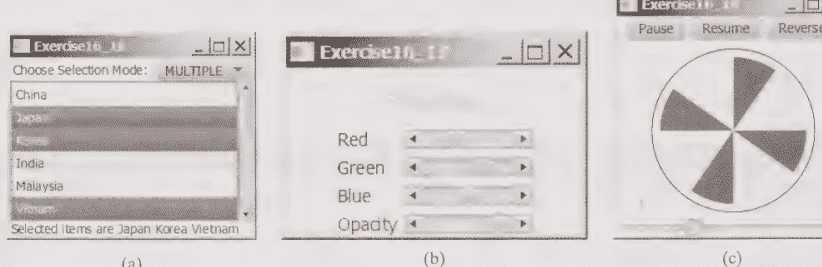 Exercise16_
Choose Selection Mode: MULTIPLE
China
Japan
Korea
India
Malaysia
Vietnam
Selected Items are Japan Korea Vietnam
(a)
Exercise16_
Red
Green
Blue
Opacity
(b)
Exercise16_
Pause Resume Reverse
(c)